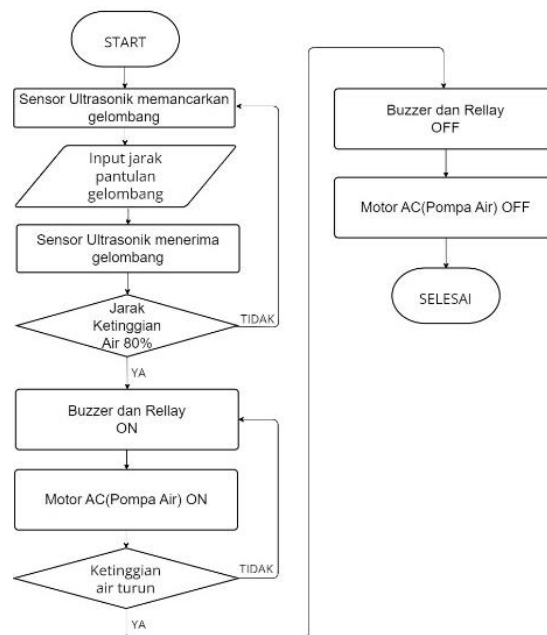 START
Sensor Ultrasonik memancarkan
gelombang
Input jarak
pantulan
gelombang
Sensor Ultrasonik menerima
gelombang
Jarak
Ketinggian
Air 80%
TIDAK
YA
Buzzer dan Rellay
ON
Motor AC(Pompa Air) ON
Ketinggian
air turun
TIDAK
YA
Buzzer dan Rellay
OFF
Motor AC(Pompa Air) OFF
SELESAI